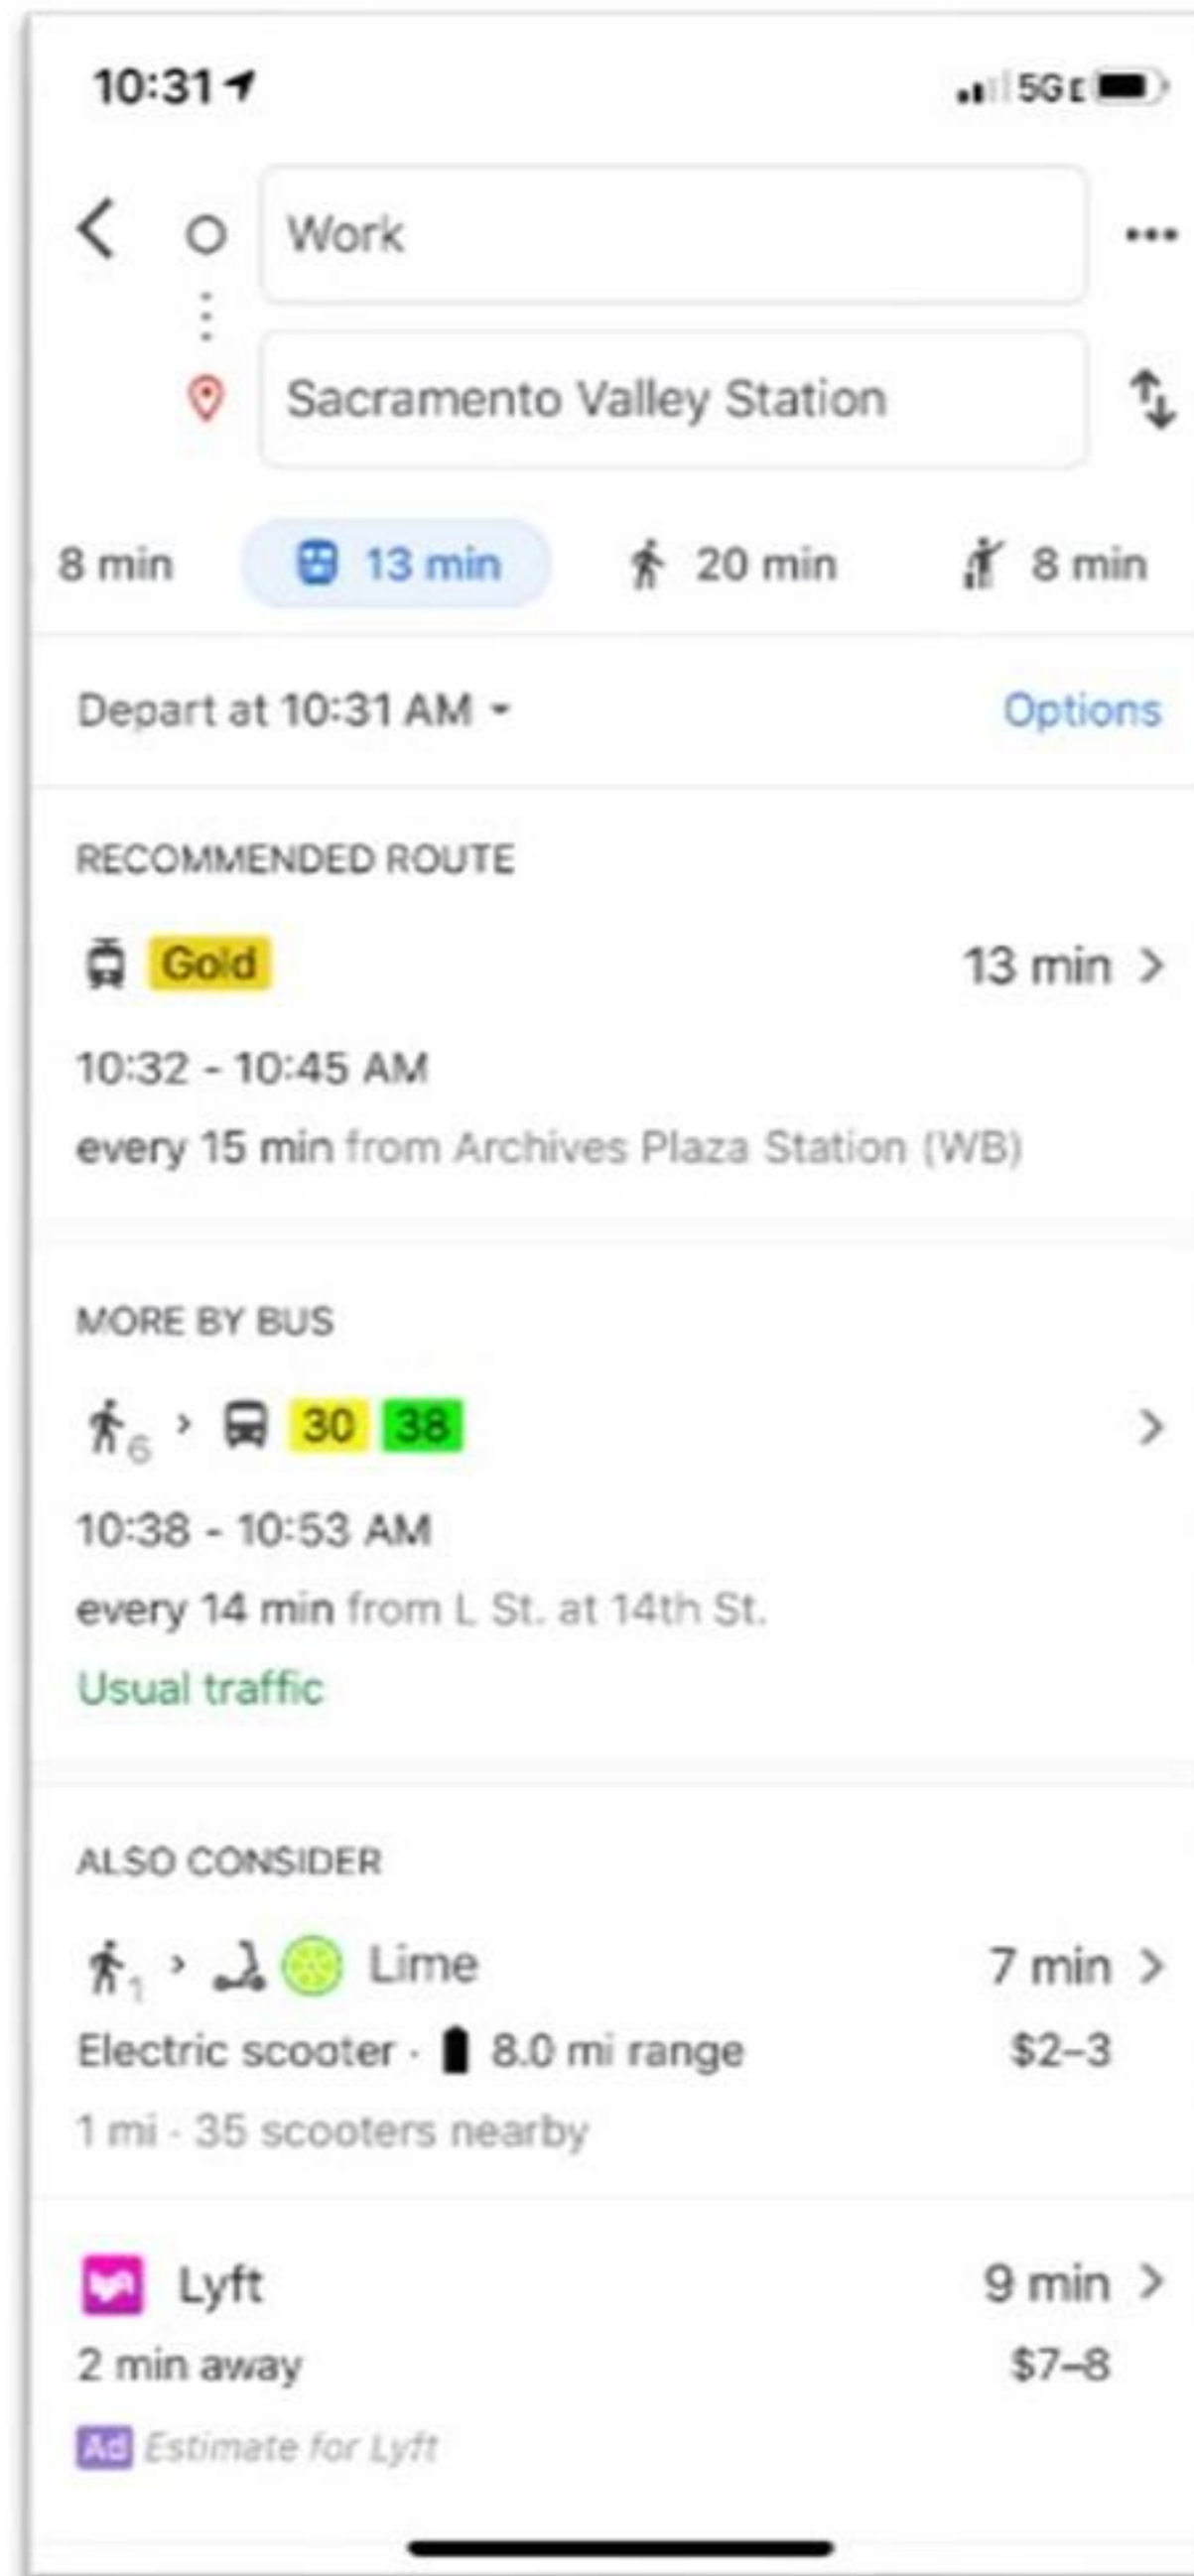 10:31
5G E
Work
Sacramento Valley Station
8 min 13 min 20 min 8 min
Depart at 10:31 AM Options
RECOMMENDED ROUTE
Gold 13 min
10:32 - 10:45 AM
every 15 min from Archives Plaza Station (WB)
MORE BY BUS
6 30 38
10:38 - 10:53 AM
every 14 min from L St. at 14th St.
Usual traffic
ALSO CONSIDER
1 Lime 7 min
Electric scooter · 8.0 mi range $2–3
1 mi · 35 scooters nearby
Lyft 9 min
2 min away $7–8
Ad Estimate for Lyft